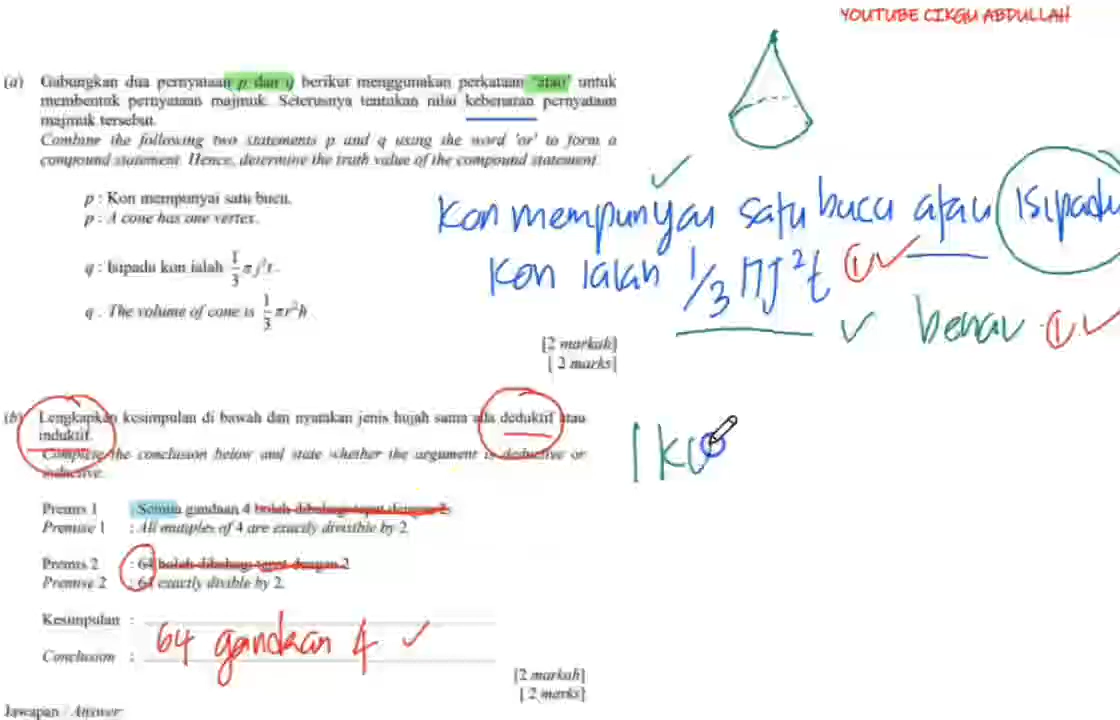 YOUTUBE CIKGU ABDULLAH
(a) Gabungkan dua pernyataan p dan q berikut menggunakan perkataan 'atau' untuk
membentuk pernyataan majmuk. Seterusnya tentukan nilai kebenaran pernyataan
majmuk tersebut.
Combine the following two statements p and q using the word 'or' to form a
compound statement. Hence, determine the truth value of the compound statement.
p : Kon mempunyai satu bucu.
p : A cone has one vertex.
q : Isipadu kon ialah 1/3 πj²t.
q : The volume of cone is 1/3 πr²h
[2 markah]
[ 2 marks]
Kon mempunyai satu bucu atau isipadu
kon ialah 1/3 πj²t ① ✓
✓ benar ① ✓
(b) Lengkapkan kesimpulan di bawah dan nyatakan jenis hujah sama ada deduktif atau
induktif.
Complete the conclusion below and state whether the argument is deductive or
inductive.
Premis 1 : Semua gandaan 4 boleh dibahagi tepat dengan 2.
Premise 1 : All mutiples of 4 are exactly divisible by 2.
Premis 2 : 64 boleh dibahagi tepat dengan 2
Premise 2 : 64 exactly divible by 2.
Kesimpulan :
64 gandaan 4 ✓
Conclusion :
[2 markah]
[ 2 marks]
Jawapan / Answer: